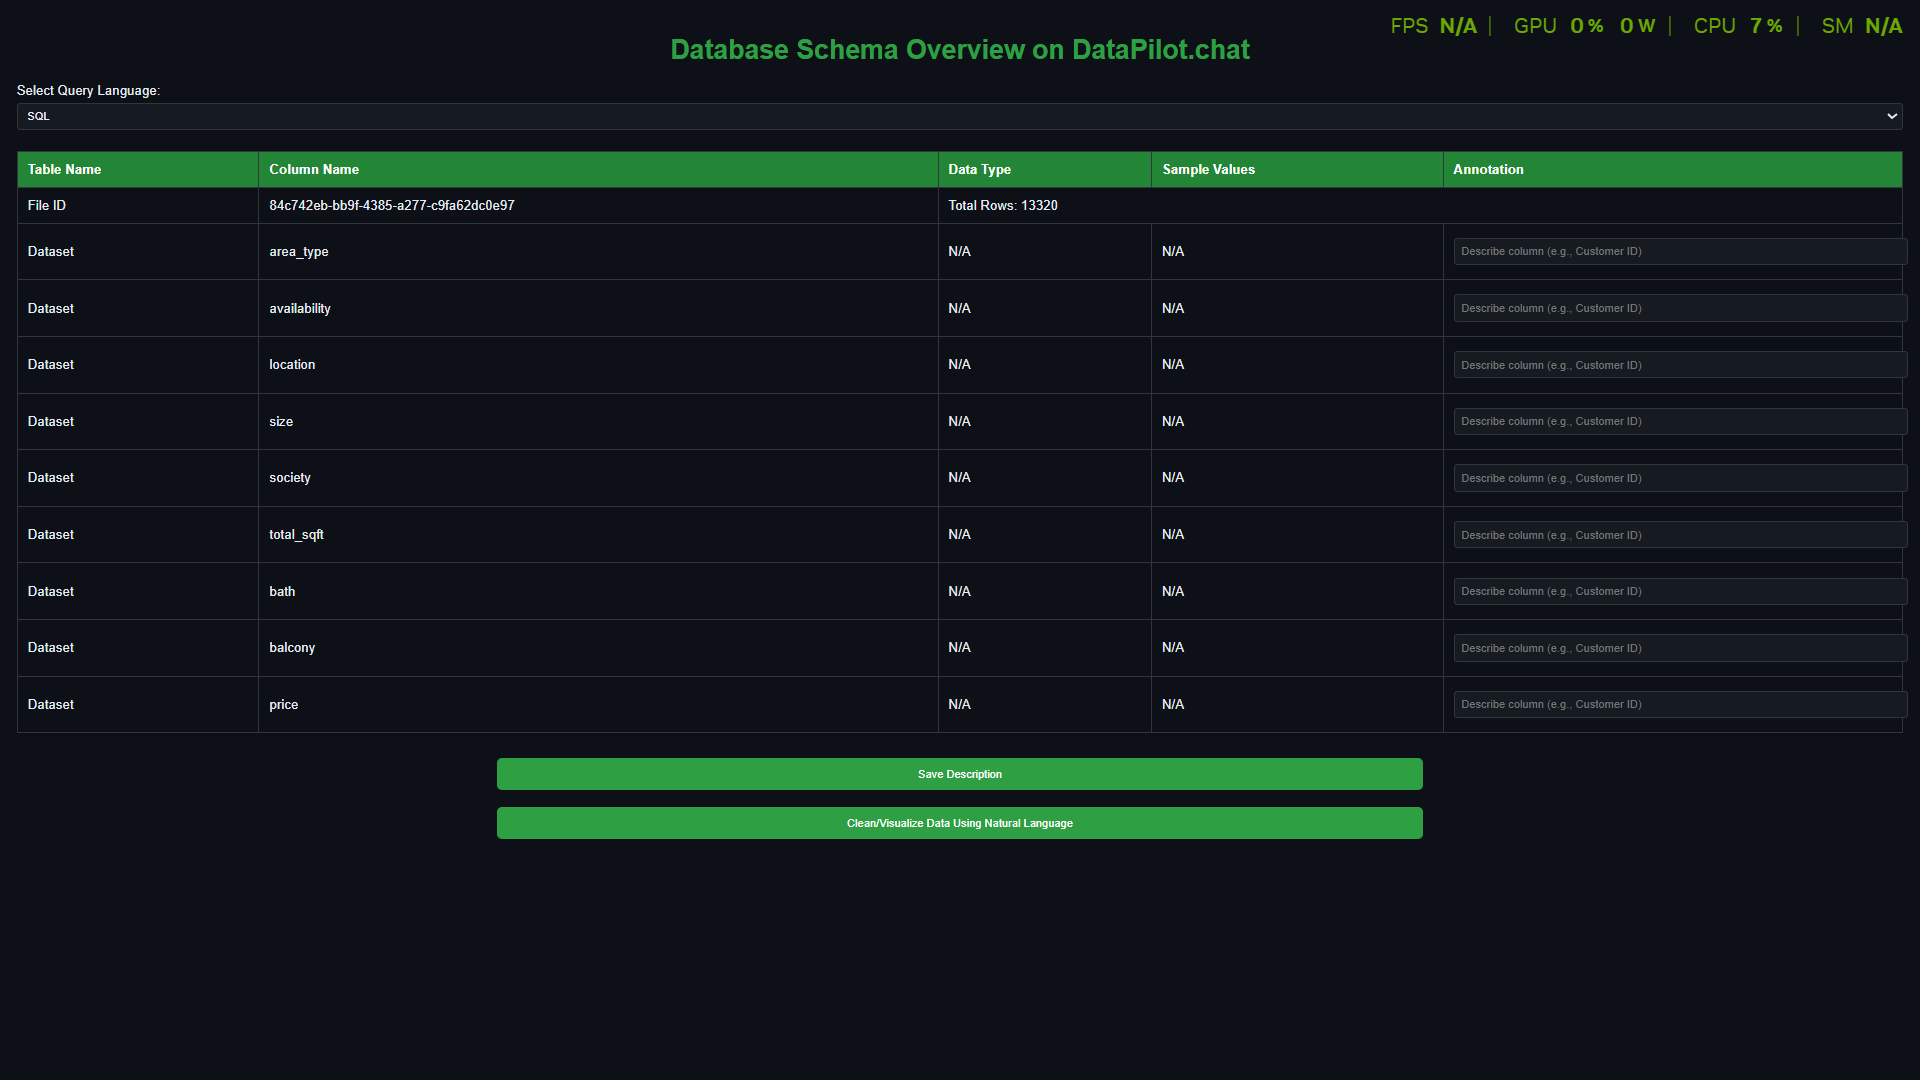 FPS N/A | GPU 0 % 0 W | CPU 7 % | SM N/A
Database Schema Overview on DataPilot.chat
Select Query Language:
SQL
Table Name Column Name Data Type Sample Values Annotation
File ID 84c742eb-bb9f-4385-a277-c9fa62dc0e97 Total Rows: 13320
Dataset area_type N/A N/A Describe column (e.g., Customer ID)
Dataset availability N/A N/A Describe column (e.g., Customer ID)
Dataset location N/A N/A Describe column (e.g., Customer ID)
Dataset size N/A N/A Describe column (e.g., Customer ID)
Dataset society N/A N/A Describe column (e.g., Customer ID)
Dataset total_sqft N/A N/A Describe column (e.g., Customer ID)
Dataset bath N/A N/A Describe column (e.g., Customer ID)
Dataset balcony N/A N/A Describe column (e.g., Customer ID)
Dataset price N/A N/A Describe column (e.g., Customer ID)
Save Description
Clean/Visualize Data Using Natural Language